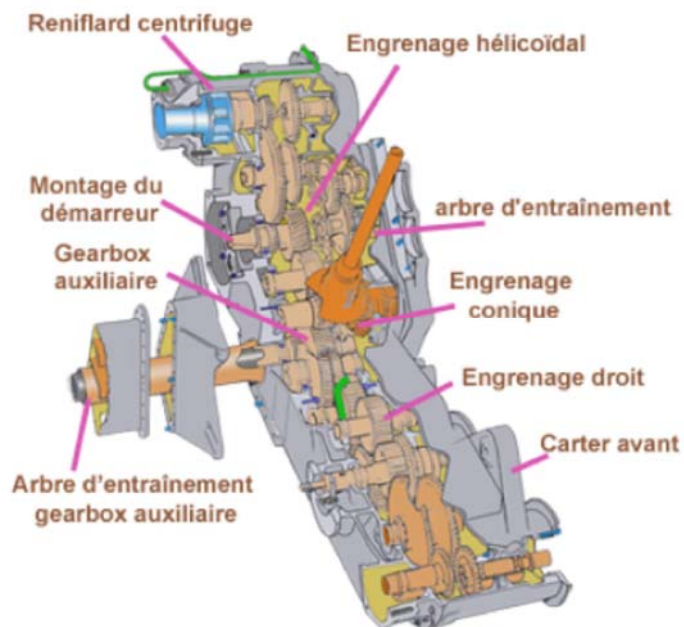 Reniflard centrifuge
Engrenage hélicoïdal
Montage du
démarreur
arbre d'entraînement
Gearbox
auxiliaire
Engrenage
conique
Engrenage droit
Carter avant
Arbre d’entraînement
gearbox auxiliaire